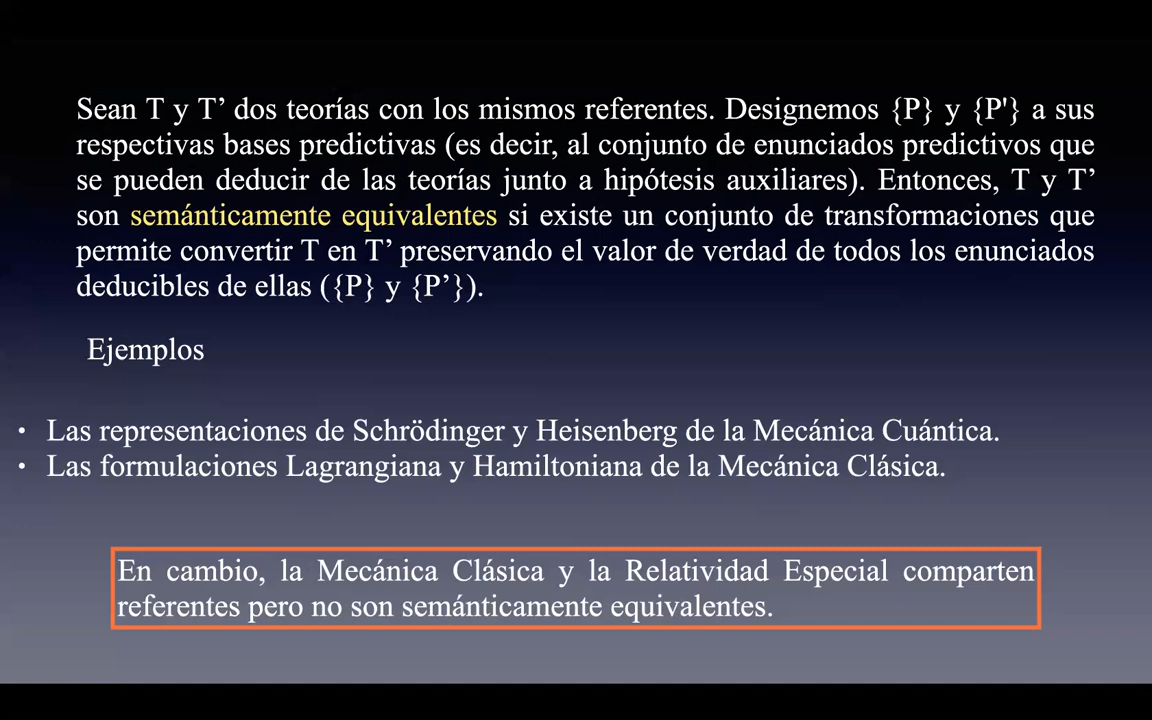 Sean T y T’ dos teorías con los mismos referentes. Designemos {P} y {P'} a sus
respectivas bases predictivas (es decir, al conjunto de enunciados predictivos que
se pueden deducir de las teorías junto a hipótesis auxiliares). Entonces, T y T’
son semánticamente equivalentes si existe un conjunto de transformaciones que
permite convertir T en T’ preservando el valor de verdad de todos los enunciados
deducibles de ellas ({P} y {P’}).
Ejemplos
• Las representaciones de Schrödinger y Heisenberg de la Mecánica Cuántica.
• Las formulaciones Lagrangiana y Hamiltoniana de la Mecánica Clásica.
En cambio, la Mecánica Clásica y la Relatividad Especial comparten
referentes pero no son semánticamente equivalentes.